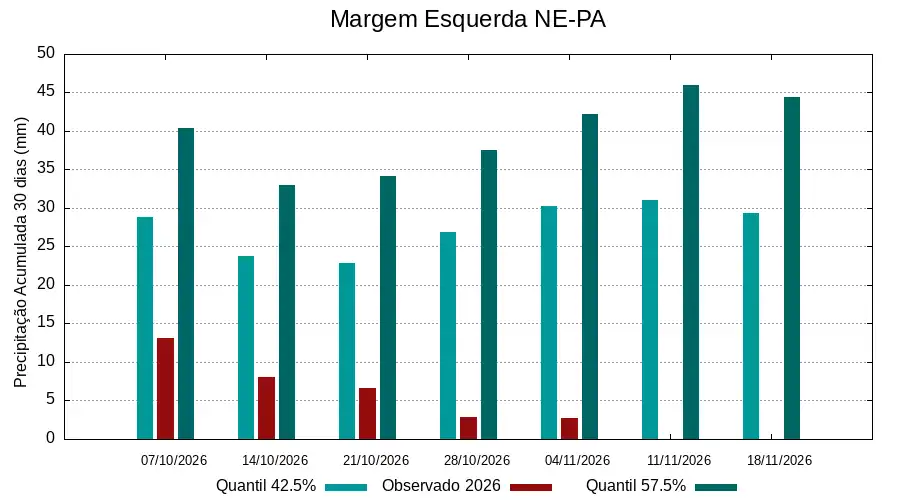 Margem Esquerda NE-PA
Precipitação Acumulada 30 dias (mm)
50
45
40
35
30
25
20
15
10
5
0
07/10/2026 14/10/2026 21/10/2026 28/10/2026 04/11/2026 11/11/2026 18/11/2026
Quantil 42.5% Observado 2026 Quantil 57.5%